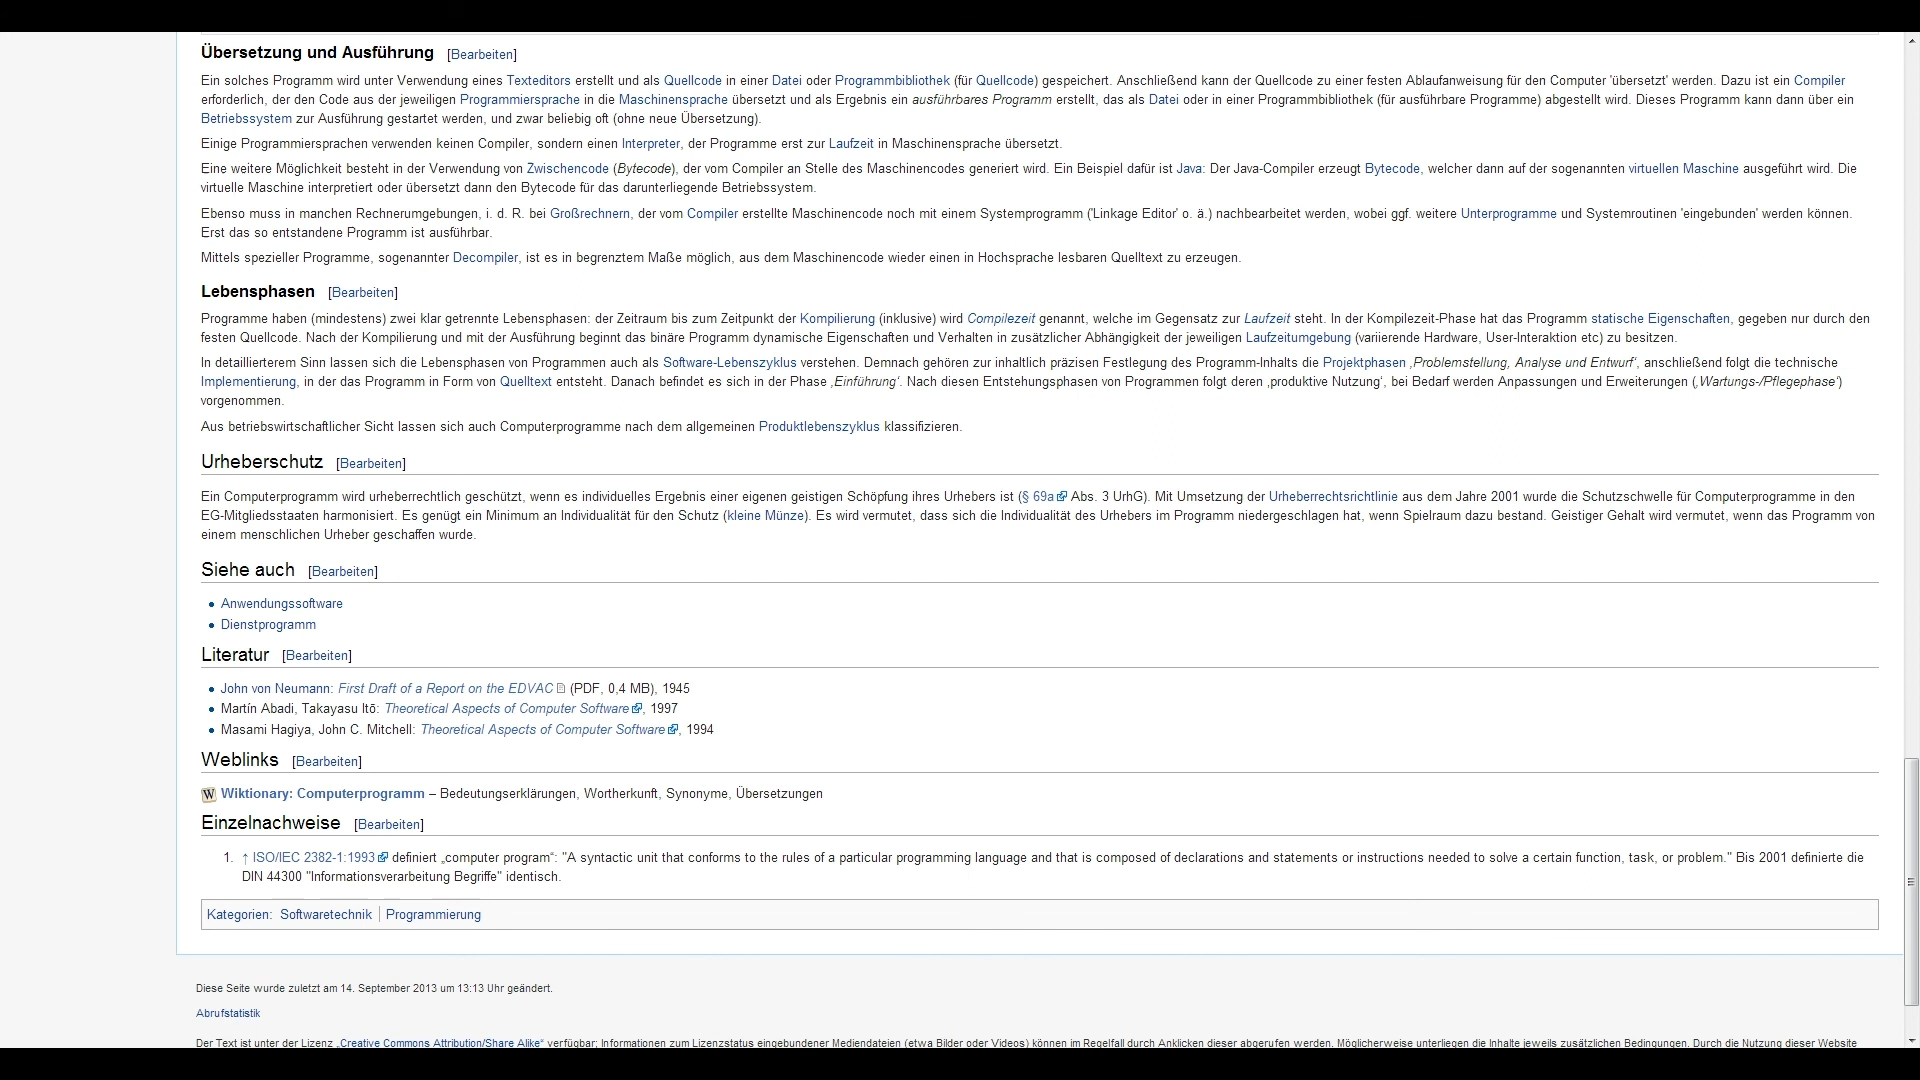 Übersetzung und Ausführung [Bearbeiten]
Ein solches Programm wird unter Verwendung eines Texteditors erstellt und als Quellcode in einer Datei oder Programmbibliothek (für Quellcode) gespeichert. Anschließend kann der Quellcode zu einer festen Ablaufanweisung für den Computer 'übersetzt' werden. Dazu ist ein Compiler
erforderlich, der den Code aus der jeweiligen Programmiersprache in die Maschinensprache übersetzt und als Ergebnis ein ausführbares Programm erstellt, das als Datei oder in einer Programmbibliothek (für ausführbare Programme) abgestellt wird. Dieses Programm kann dann über ein
Betriebssystem zur Ausführung gestartet werden, und zwar beliebig oft (ohne neue Übersetzung).
Einige Programmiersprachen verwenden keinen Compiler, sondern einen Interpreter, der Programme erst zur Laufzeit in Maschinensprache übersetzt.
Eine weitere Möglichkeit besteht in der Verwendung von Zwischencode (Bytecode), der vom Compiler an Stelle des Maschinencodes generiert wird. Ein Beispiel dafür ist Java: Der Java-Compiler erzeugt Bytecode, welcher dann auf der sogenannten virtuellen Maschine ausgeführt wird. Die
virtuelle Maschine interpretiert oder übersetzt dann den Bytecode für das darunterliegende Betriebssystem.
Ebenso muss in manchen Rechnerumgebungen, i. d. R. bei Großrechnern, der vom Compiler erstellte Maschinencode noch mit einem Systemprogramm ('Linkage Editor' o. ä.) nachbearbeitet werden, wobei ggf. weitere Unterprogramme und Systemroutinen 'eingebunden' werden können.
Erst das so entstandene Programm ist ausführbar.
Mittels spezieller Programme, sogenannter Decompiler, ist es in begrenztem Maße möglich, aus dem Maschinencode wieder einen in Hochsprache lesbaren Quelltext zu erzeugen.
Lebensphasen [Bearbeiten]
Programme haben (mindestens) zwei klar getrennte Lebensphasen: der Zeitraum bis zum Zeitpunkt der Kompilierung (inklusive) wird Compilezeit genannt, welche im Gegensatz zur Laufzeit steht. In der Kompilezeit-Phase hat das Programm statische Eigenschaften, gegeben nur durch den
festen Quellcode. Nach der Kompilierung und mit der Ausführung beginnt das binäre Programm dynamische Eigenschaften und Verhalten in zusätzlicher Abhängigkeit der jeweiligen Laufzeitumgebung (variierende Hardware, User-Interaktion etc) zu besitzen.
In detaillierterem Sinn lassen sich die Lebensphasen von Programmen auch als Software-Lebenszyklus verstehen. Demnach gehören zur inhaltlich präzisen Festlegung des Programm-Inhalts die Projektphasen ‚Problemstellung, Analyse und Entwurf‘, anschließend folgt die technische
Implementierung, in der das Programm in Form von Quelltext entsteht. Danach befindet es sich in der Phase ‚Einführung‘. Nach diesen Entstehungsphasen von Programmen folgt deren ‚produktive Nutzung‘, bei Bedarf werden Anpassungen und Erweiterungen (‚Wartungs-/Pflegephase‘)
vorgenommen.
Aus betriebswirtschaftlicher Sicht lassen sich auch Computerprogramme nach dem allgemeinen Produktlebenszyklus klassifizieren.
Urheberschutz [Bearbeiten]
Ein Computerprogramm wird urheberrechtlich geschützt, wenn es individuelles Ergebnis einer eigenen geistigen Schöpfung ihres Urhebers ist (§ 69a Abs. 3 UrhG). Mit Umsetzung der Urheberrechtsrichtlinie aus dem Jahre 2001 wurde die Schutzschwelle für Computerprogramme in den
EG-Mitgliedsstaaten harmonisiert. Es genügt ein Minimum an Individualität für den Schutz (kleine Münze). Es wird vermutet, dass sich die Individualität des Urhebers im Programm niedergeschlagen hat, wenn Spielraum dazu bestand. Geistiger Gehalt wird vermutet, wenn das Programm von
einem menschlichen Urheber geschaffen wurde.
Siehe auch [Bearbeiten]
Anwendungssoftware
Dienstprogramm
Literatur [Bearbeiten]
John von Neumann: First Draft of a Report on the EDVAC (PDF, 0,4 MB), 1945
Martín Abadi, Takayasu Itō: Theoretical Aspects of Computer Software, 1997
Masami Hagiya, John C. Mitchell: Theoretical Aspects of Computer Software, 1994
Weblinks [Bearbeiten]
W Wiktionary: Computerprogramm – Bedeutungserklärungen, Wortherkunft, Synonyme, Übersetzungen
Einzelnachweise [Bearbeiten]
1. ↑ ISO/IEC 2382-1:1993 definiert „computer program“: "A syntactic unit that conforms to the rules of a particular programming language and that is composed of declarations and statements or instructions needed to solve a certain function, task, or problem." Bis 2001 definierte die
DIN 44300 "Informationsverarbeitung Begriffe" identisch.
Kategorien: Softwaretechnik | Programmierung
Diese Seite wurde zuletzt am 14. September 2013 um 13:13 Uhr geändert.
Abrufstatistik
Der Text ist unter der Lizenz „Creative Commons Attribution/Share Alike“ verfügbar; Informationen zum Lizenzstatus eingebundener Mediendateien (etwa Bilder oder Videos) können im Regelfall durch Anklicken dieser abgerufen werden. Möglicherweise unterliegen die Inhalte jeweils zusätzlichen Bedingungen. Durch die Nutzung dieser Website